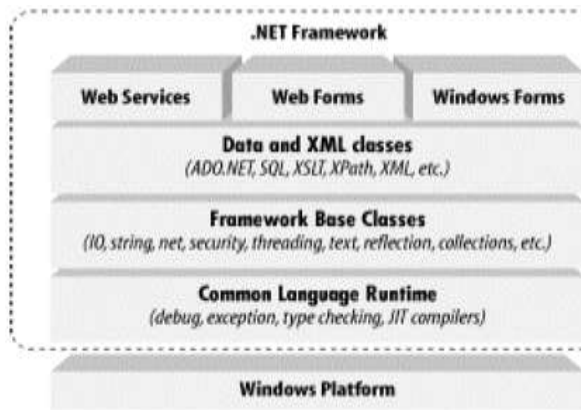 .NET Framework
Web Services Web Forms Windows Forms
Data and XML classes
(ADO.NET, SQL, XSLT, XPath, XML, etc.)
Framework Base Classes
(IO, string, net, security, threading, text, reflection, collections, etc.)
Common Language Runtime
(debug, exception, type checking, JIT compilers)
Windows Platform